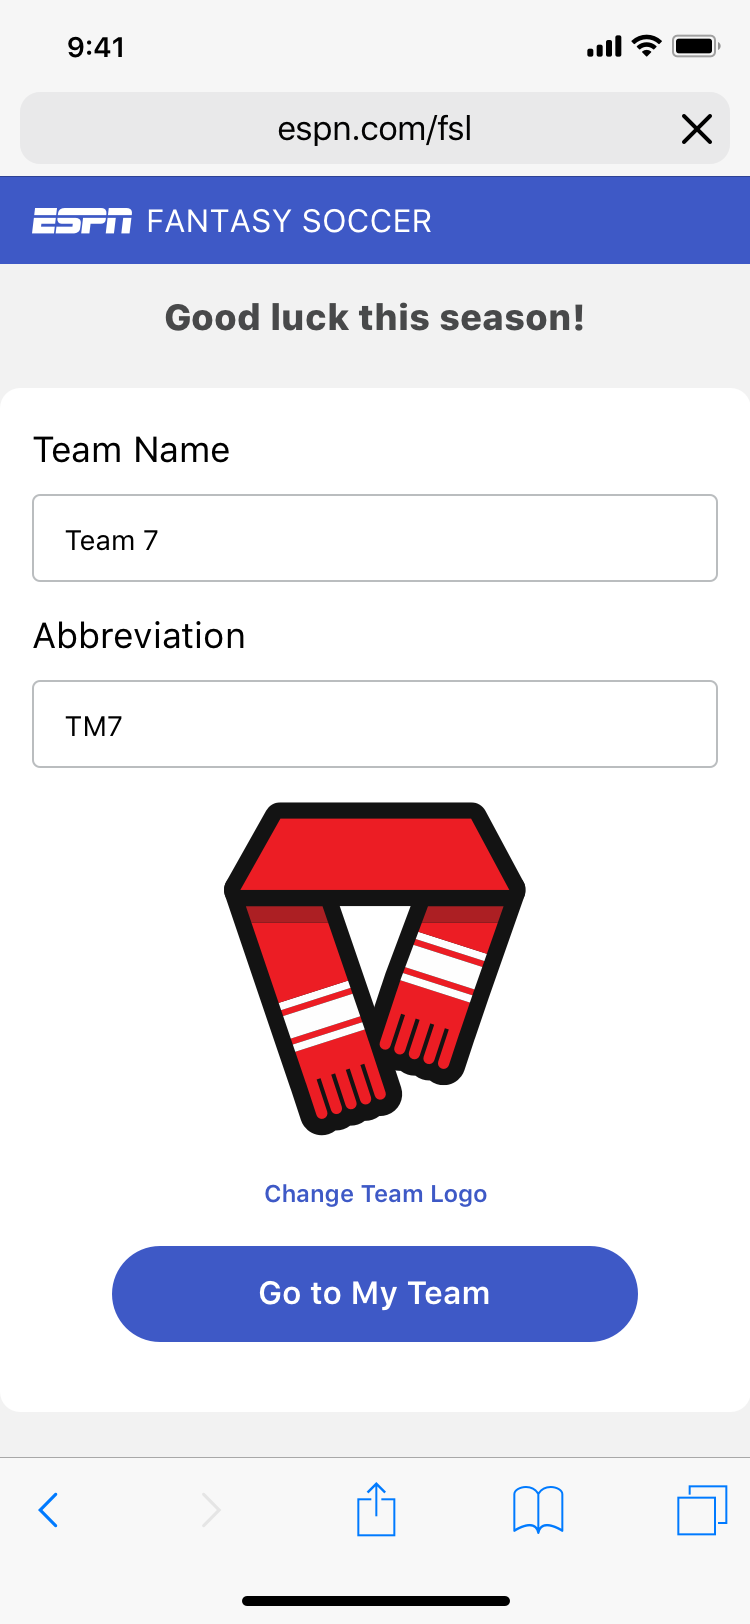 9:41
espn.com/fsl
ESPN FANTASY SOCCER
Good luck this season!
Team Name
Team 7
Abbreviation
TM7
Change Team Logo
Go to My Team